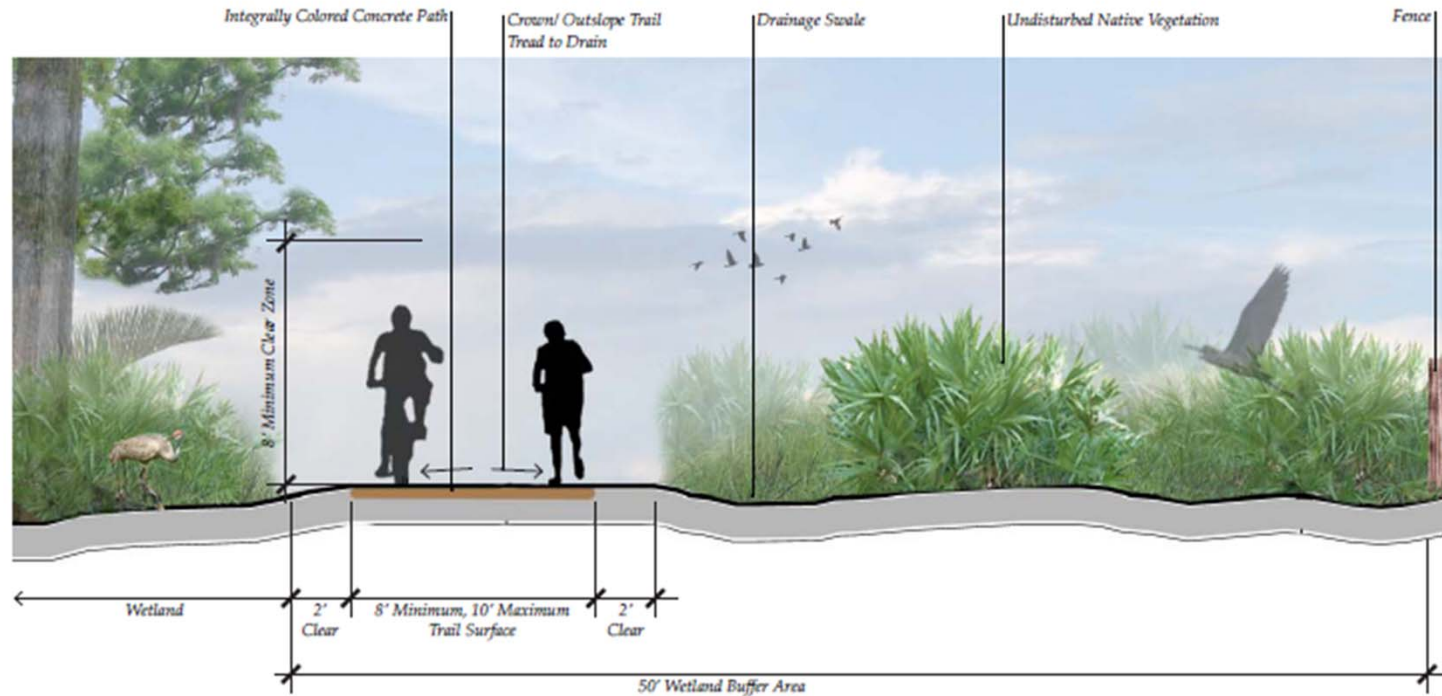 Integrally Colored Concrete Path
Crown/ Outslope Trail
Tread to Drain
Drainage Swale
Undisturbed Native Vegetation
Fence
8' Minimum Clear Zone
Wetland
2'
Clear
8' Minimum, 10' Maximum
Trail Surface
2'
Clear
50' Wetland Buffer Area